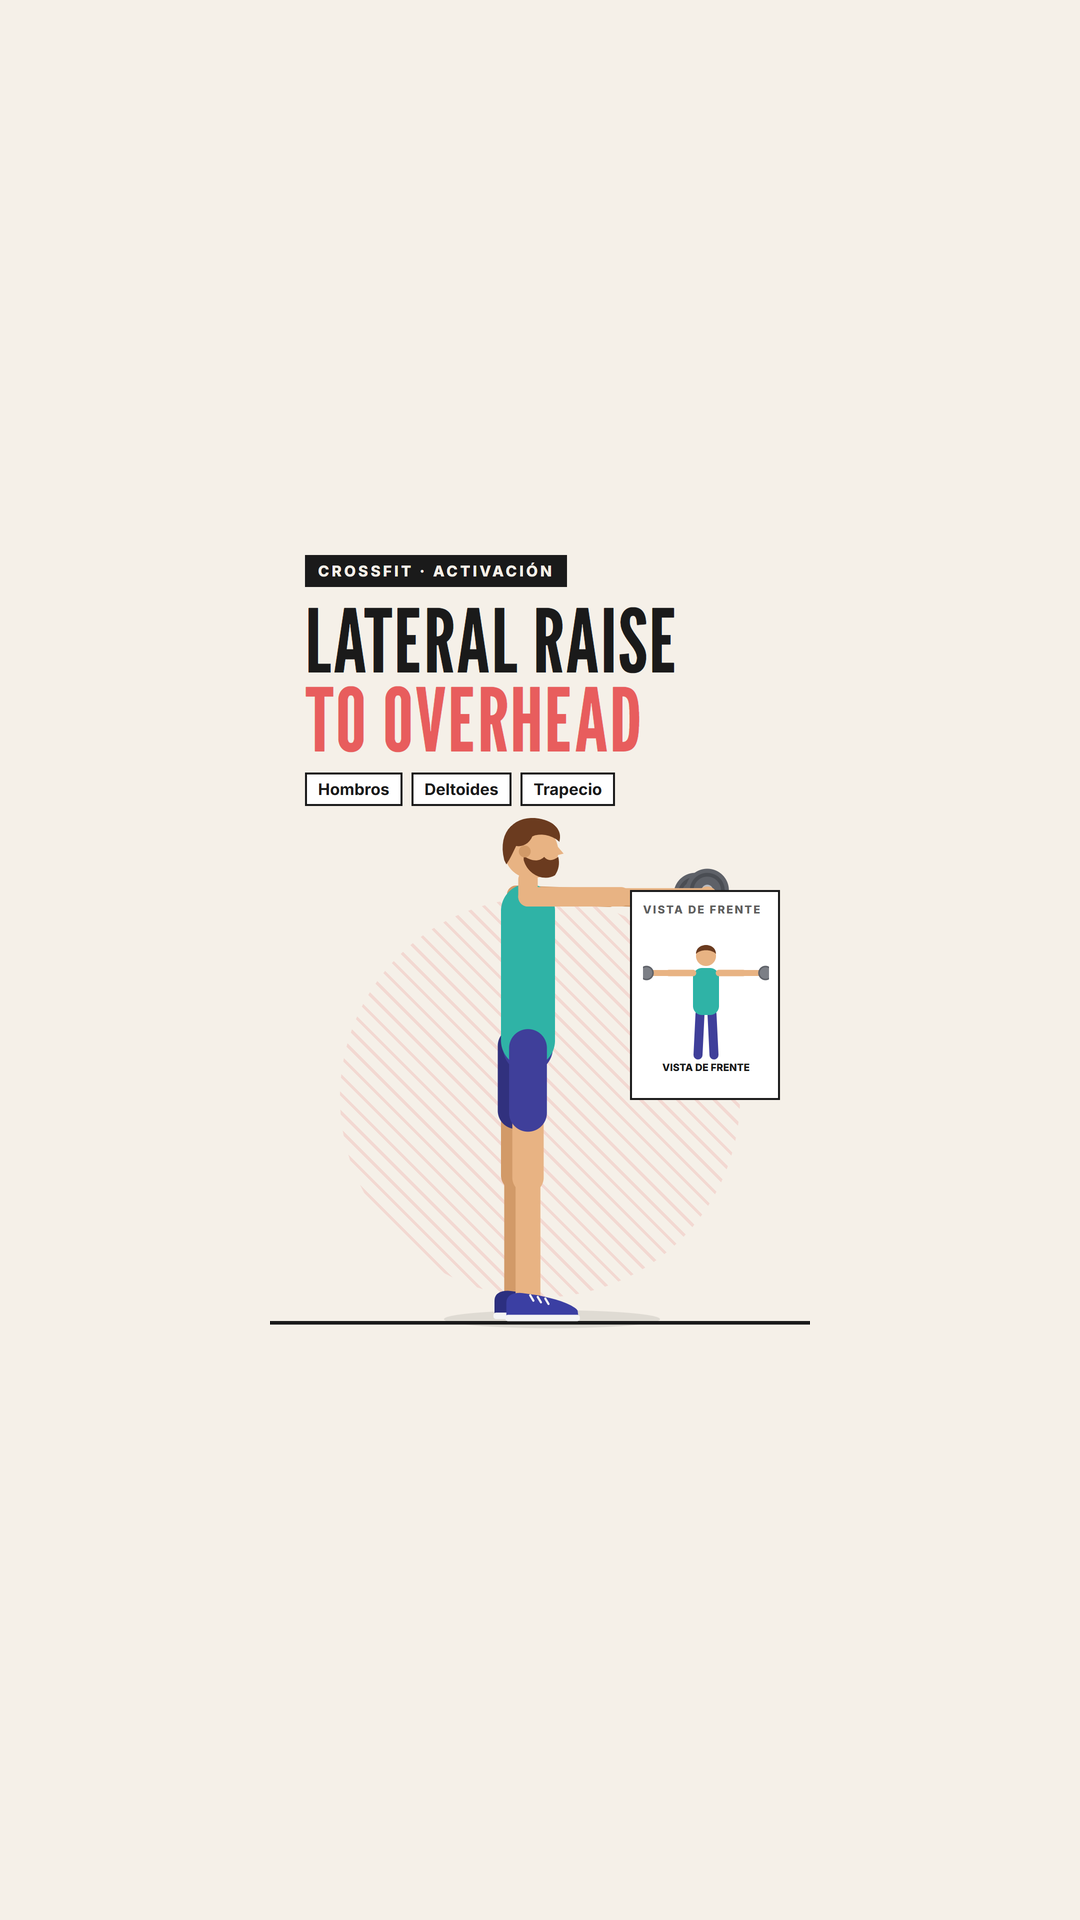 CROSSFIT · ACTIVACIÓN
LATERAL RAISE
TO OVERHEAD
Hombros Deltoides Trapecio
VISTA DE FRENTE
VISTA DE FRENTE